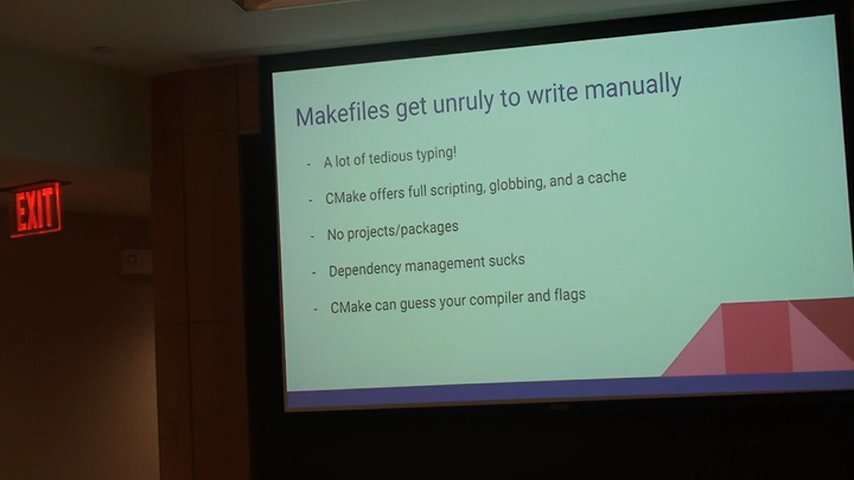 Makefiles get unruly to write manually
- A lot of tedious typing!
- CMake offers full scripting, globbing, and a cache
- No projects/packages
- Dependency management sucks
- CMake can guess your compiler and flags
EXIT